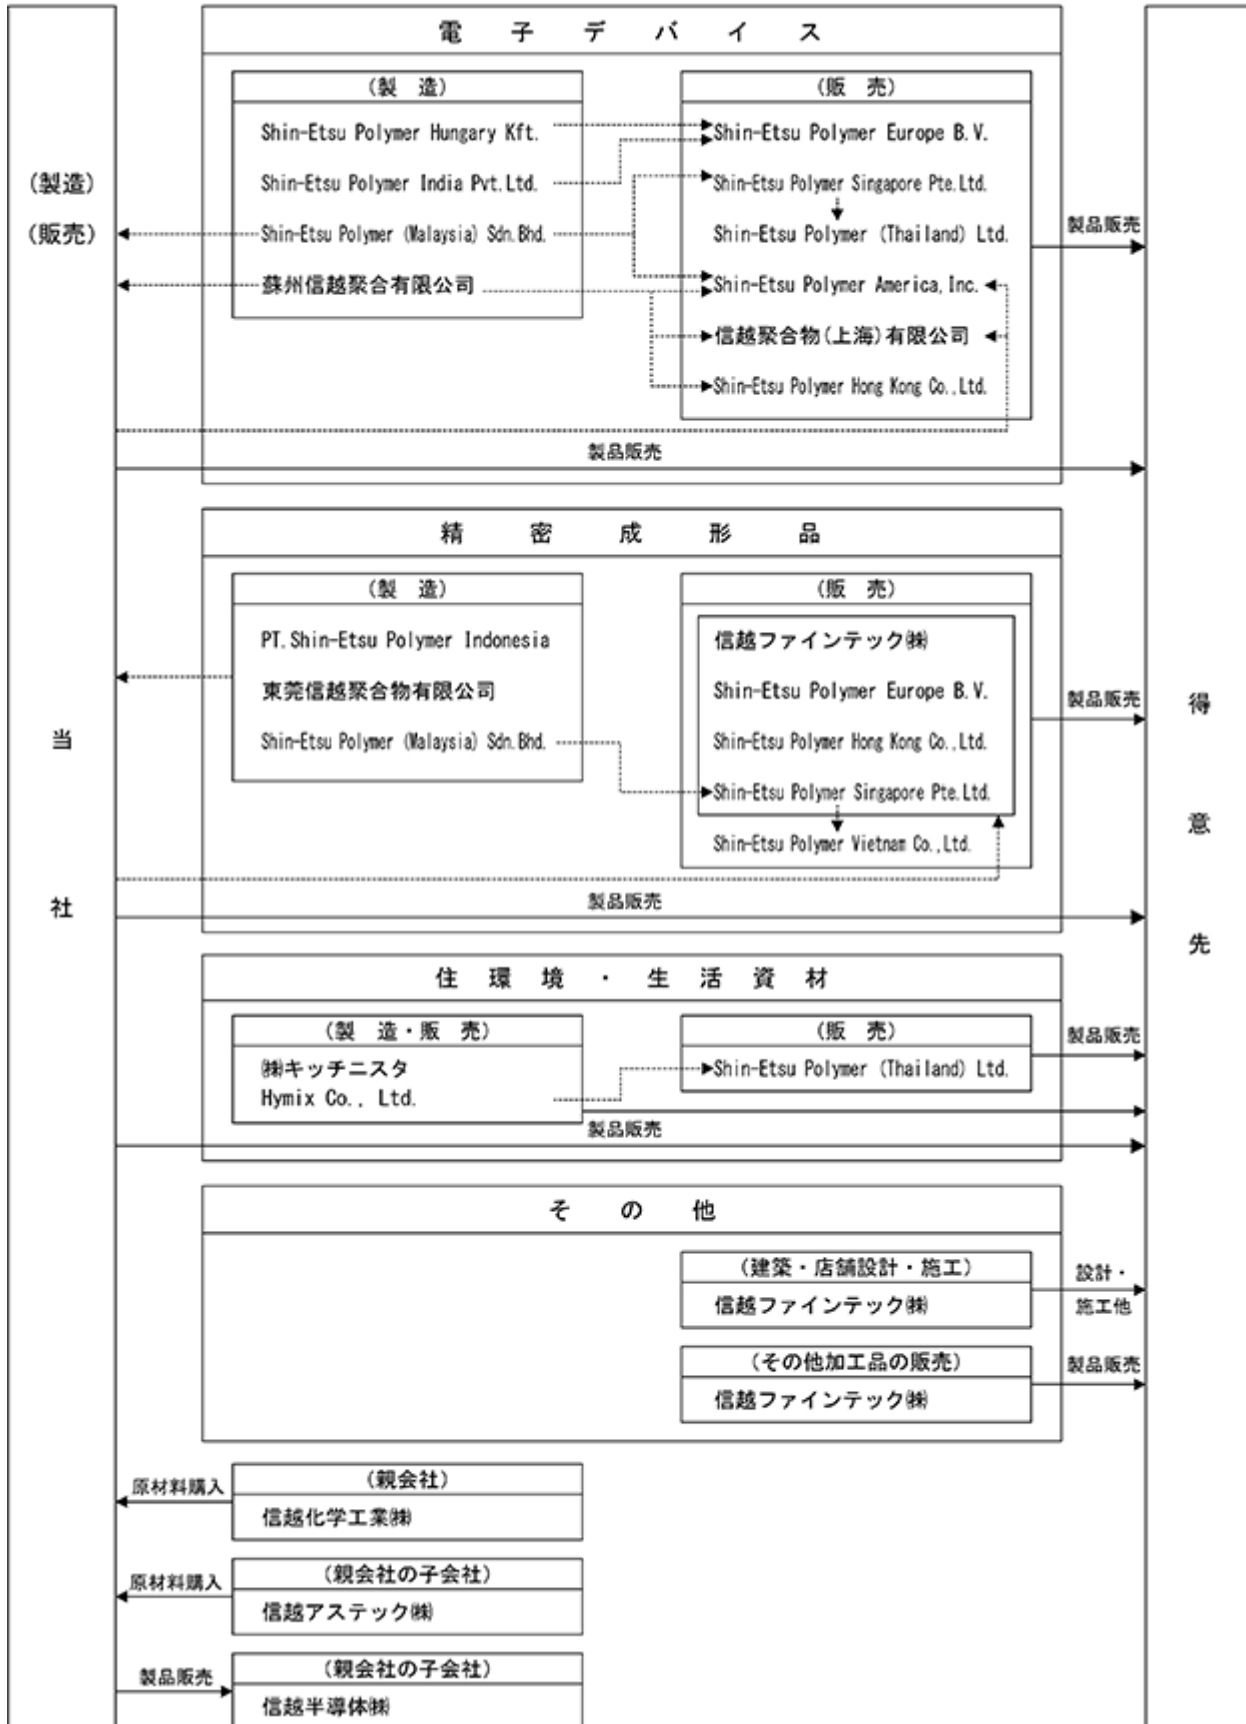 電子デバイス
(製造)
(販売)
Shin-Etsu Polymer Hungary Kft.
Shin-Etsu Polymer Europe B.V.
(製造)
Shin-Etsu Polymer India Pvt.Ltd.
Shin-Etsu Polymer Singapore Pte.Ltd.
(販売)
Shin-Etsu Polymer (Malaysia) Sdn.Bhd.
Shin-Etsu Polymer (Thailand) Ltd.
製品販売
蘇州信越聚合有限公司
Shin-Etsu Polymer America,Inc.
信越聚合物(上海)有限公司
Shin-Etsu Polymer Hong Kong Co.,Ltd.
製品販売
精密成形品
(製造)
(販売)
PT.Shin-Etsu Polymer Indonesia
信越ファインテック㈱
東莞信越聚合物有限公司
Shin-Etsu Polymer Europe B.V.
製品販売
当社
Shin-Etsu Polymer (Malaysia) Sdn.Bhd.
Shin-Etsu Polymer Hong Kong Co.,Ltd.
得意先
Shin-Etsu Polymer Singapore Pte.Ltd.
Shin-Etsu Polymer Vietnam Co.,Ltd.
製品販売
住環境・生活資材
(製造・販売)
(販売)
製品販売
㈱キッチニスタ
Shin-Etsu Polymer (Thailand) Ltd.
Hymix Co., Ltd.
製品販売
その他
(建築・店舗設計・施工)
設計・
信越ファインテック㈱
施工他
(その他加工品の販売)
製品販売
信越ファインテック㈱
(親会社)
原材料購入
信越化学工業㈱
(親会社の子会社)
原材料購入
信越アステック㈱
(親会社の子会社)
製品販売
信越半導体㈱